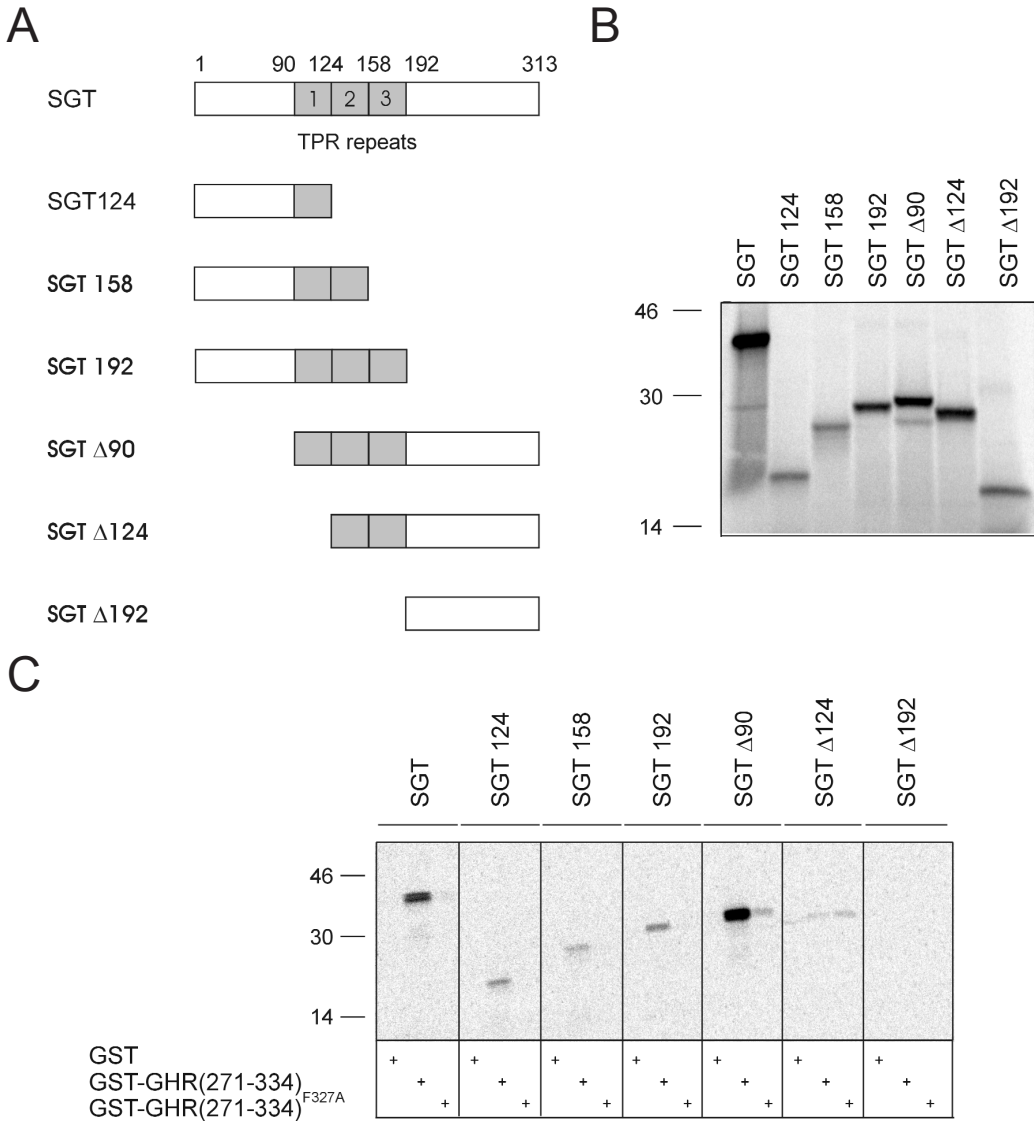 A
1 90 124 158 192 313
SGT 1 2 3
TPR repeats
SGT124
SGT 158
SGT 192
SGT Δ90
SGT Δ124
SGT Δ192
B
SGT
SGT 124
SGT 158
SGT 192
SGT Δ90
SGT Δ124
SGT Δ192
46
30
14
C
SGT
SGT 124
SGT 158
SGT 192
SGT Δ90
SGT Δ124
SGT Δ192
46
30
14
GST + + + + + + +
GST-GHR(271-334) + + + + + + +
GST-GHR(271-334)F327A + + + + + + +